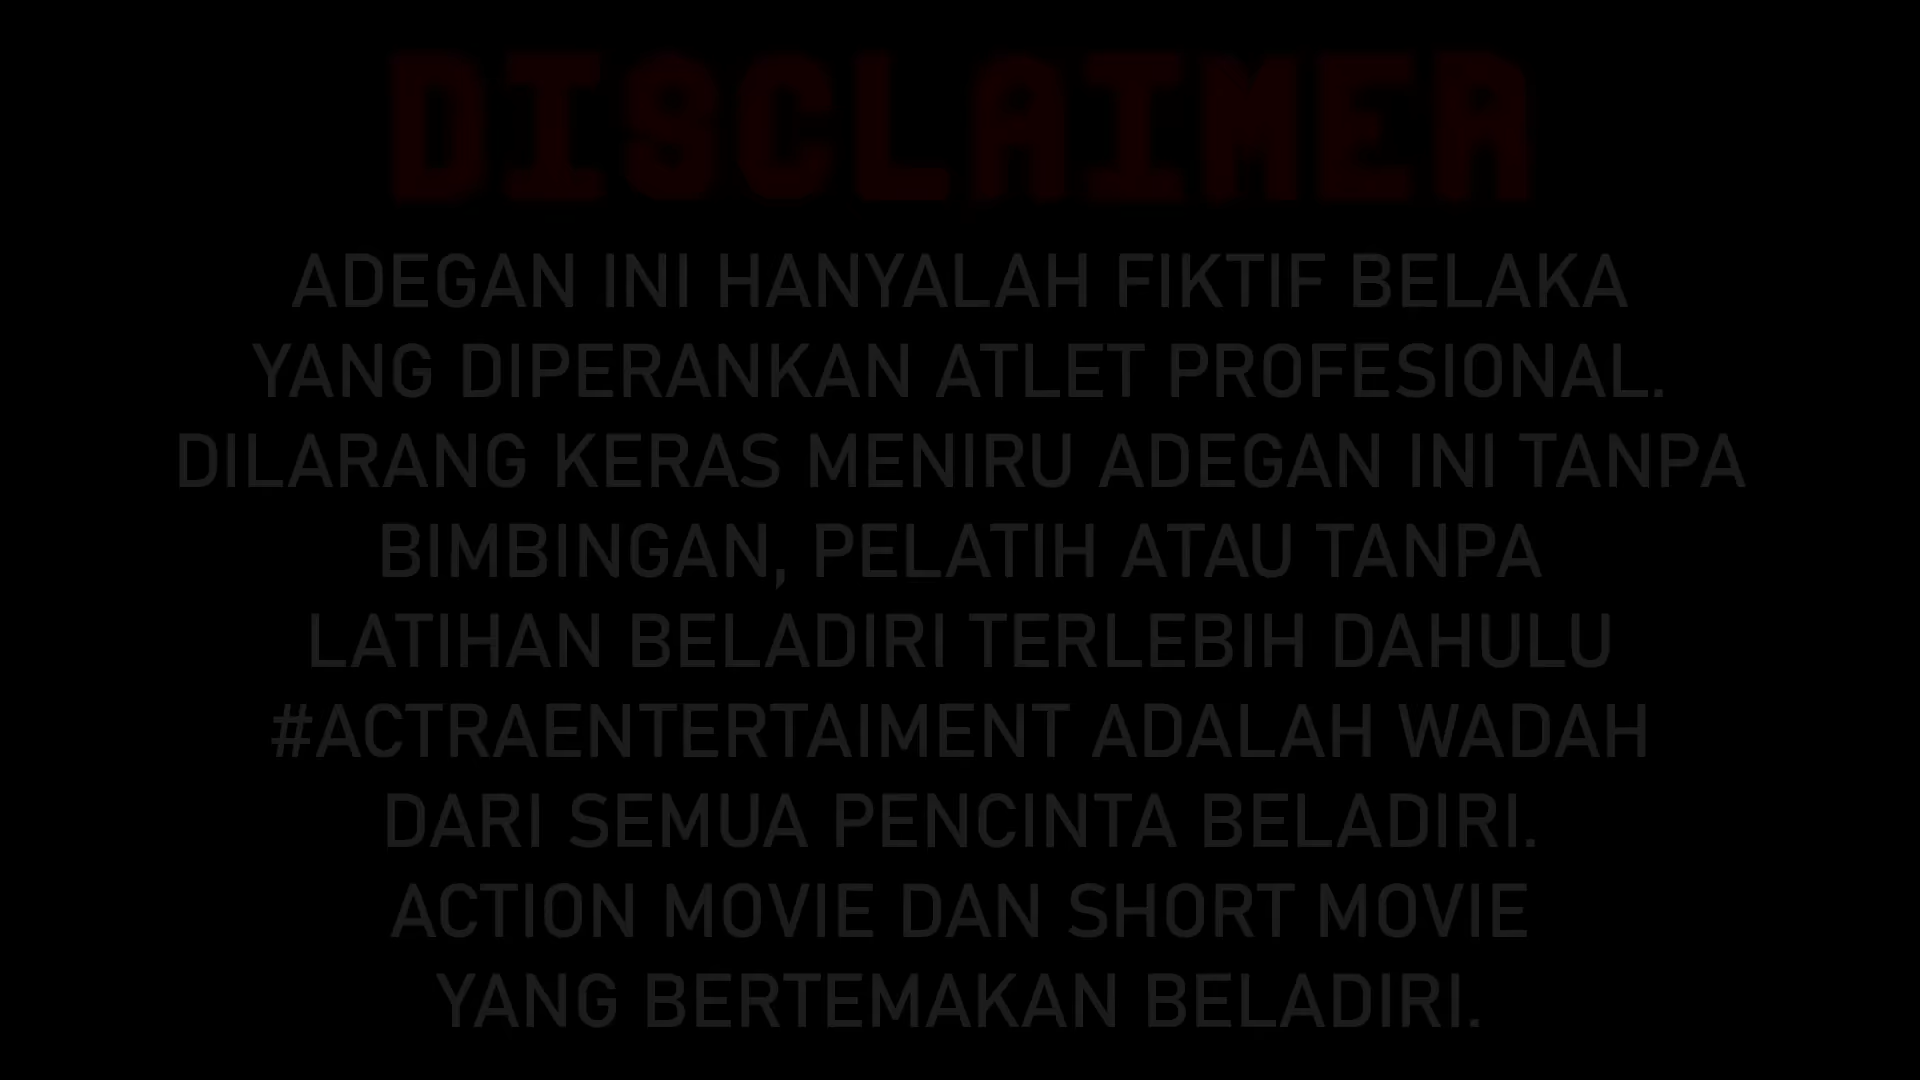 DISCLAIMER
ADEGAN INI HANYALAH FIKTIF BELAKA
YANG DIPERANKAN ATLET PROFESIONAL.
DILARANG KERAS MENIRU ADEGAN INI TANPA
BIMBINGAN, PELATIH ATAU TANPA
LATIHAN BELADIRI TERLEBIH DAHULU
#ACTRAENTERTAIMENT ADALAH WADAH
DARI SEMUA PENCINTA BELADIRI.
ACTION MOVIE DAN SHORT MOVIE
YANG BERTEMAKAN BELADIRI.